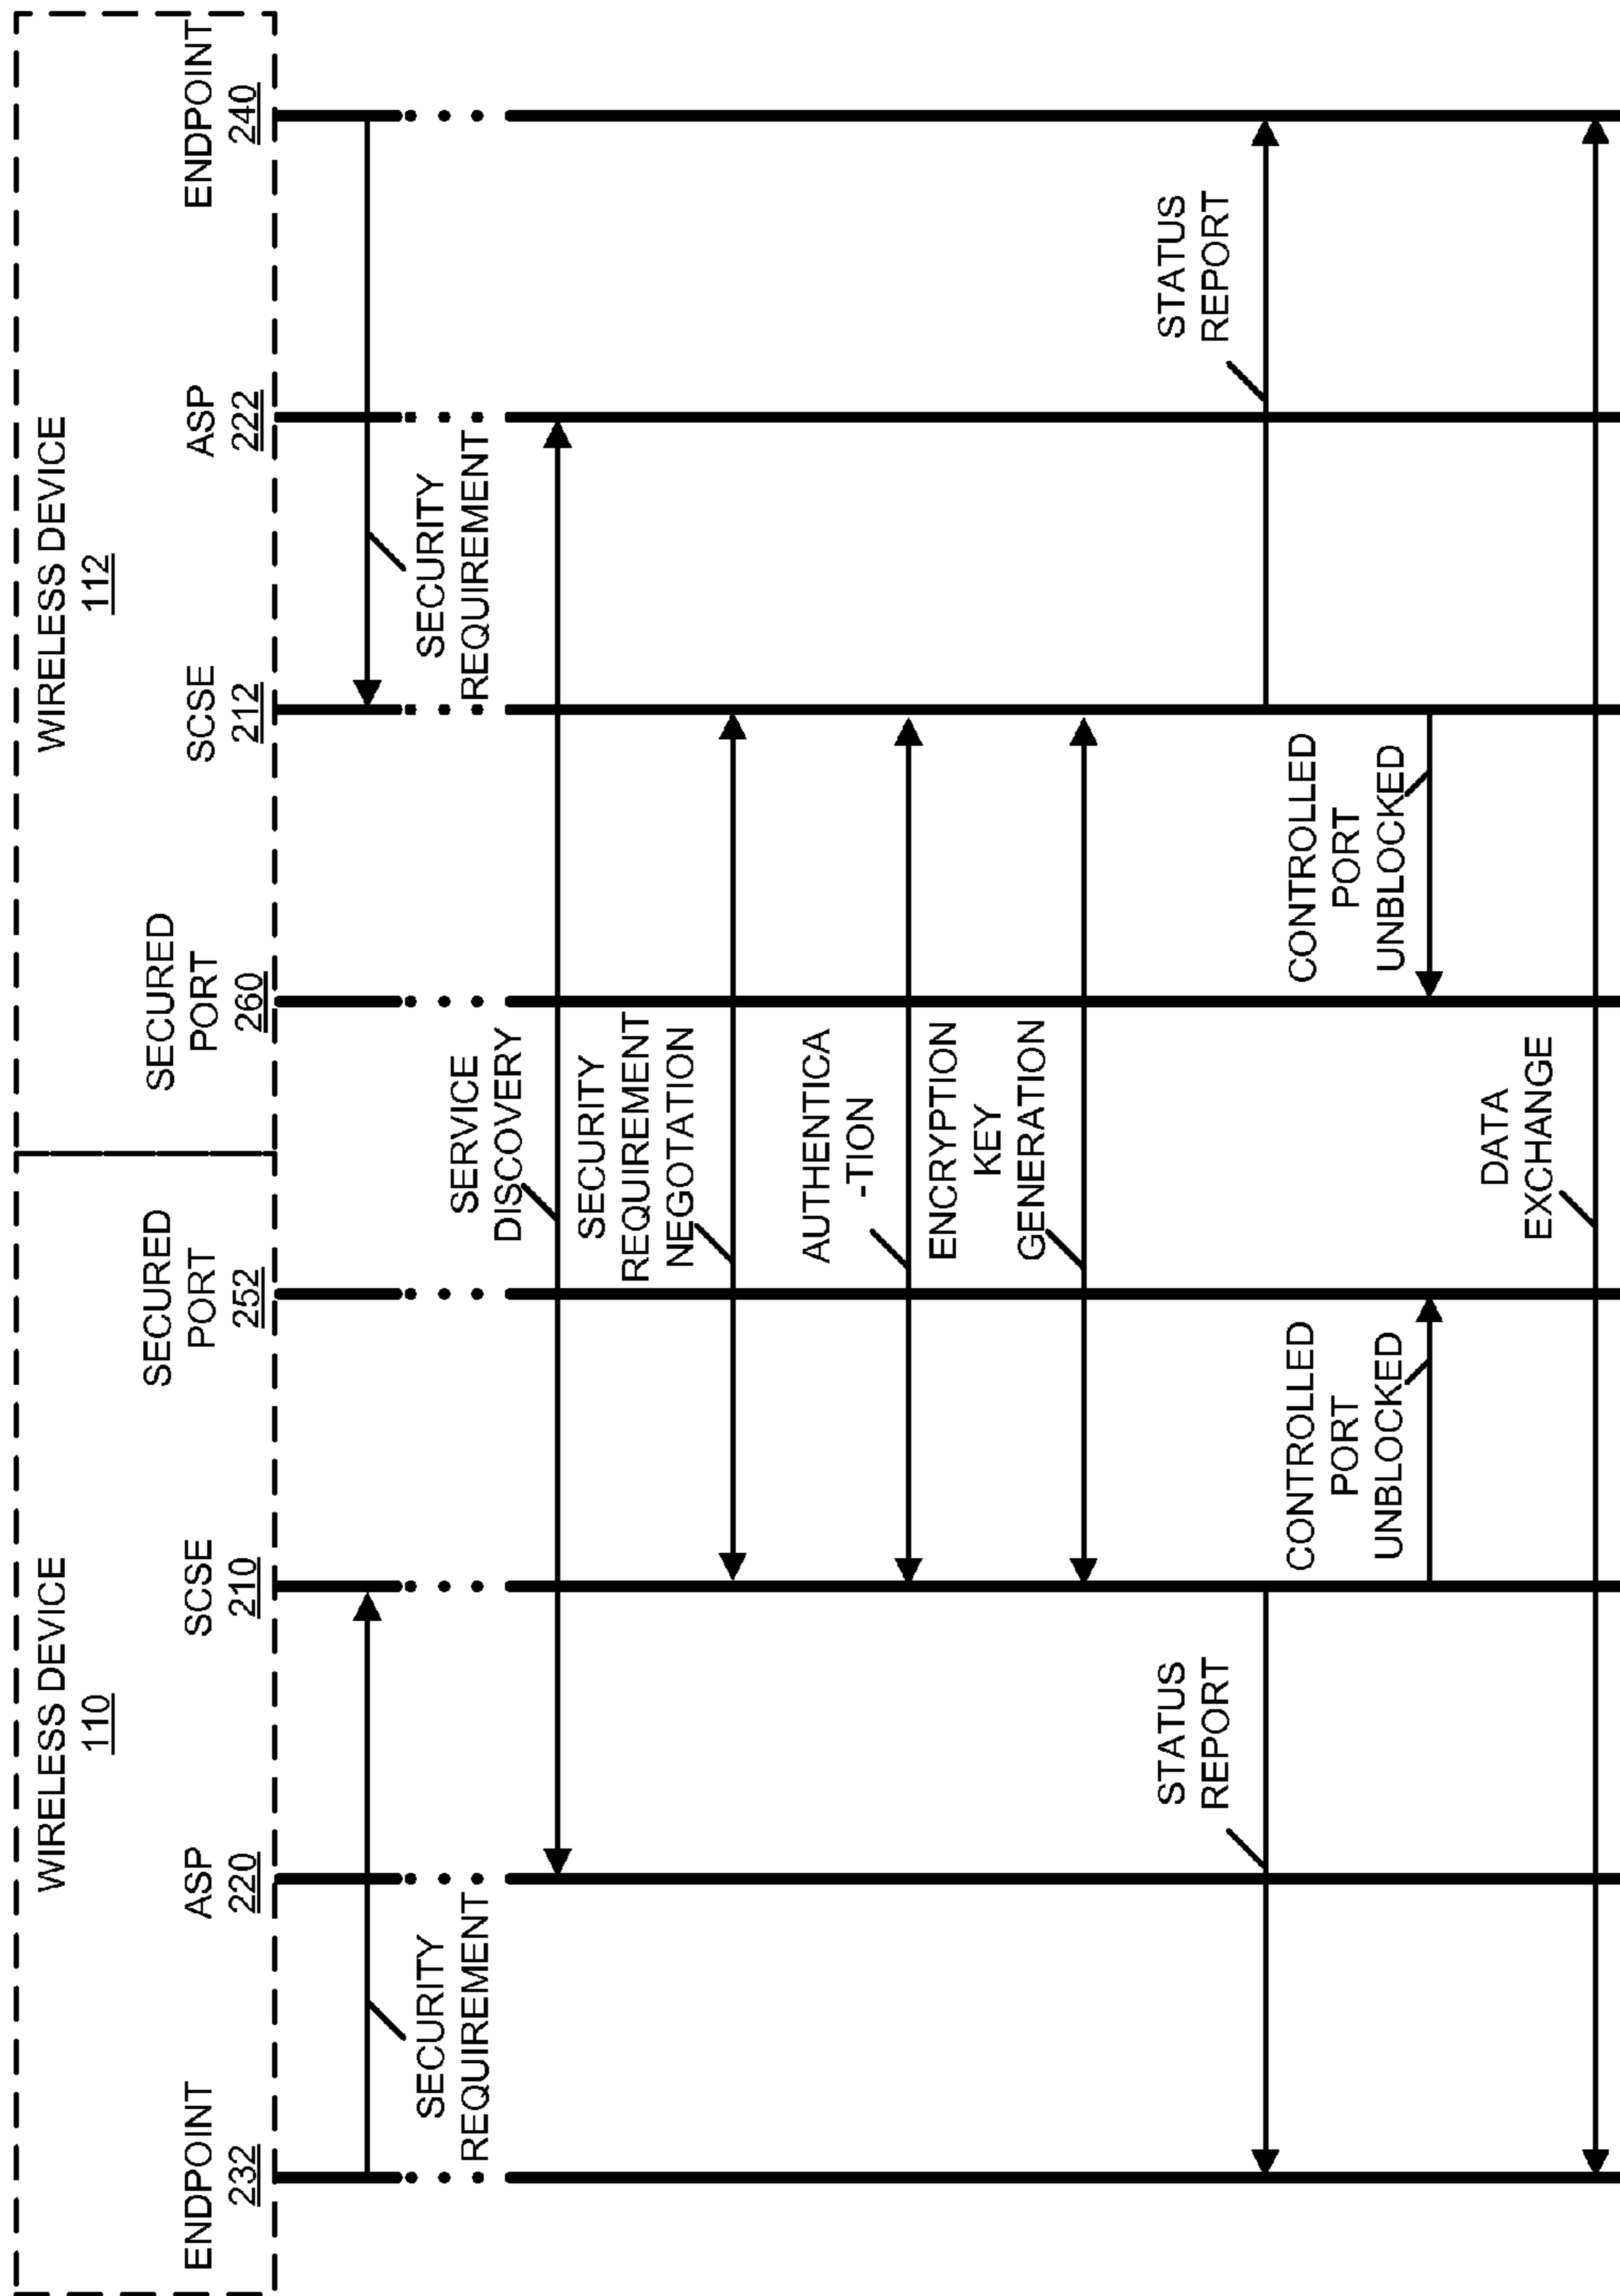 WIRELESS DEVICE
110
WIRELESS DEVICE
112
ENDPOINT
232
ASP
220
SCSE
210
SECURED
PORT
252
SECURED
PORT
260
SCSE
212
ASP
222
ENDPOINT
240
SECURITY
REQUIREMENT
SECURITY
REQUIREMENT
SERVICE
DISCOVERY
SECURITY
REQUIREMENT
NEGOTATION
AUTHENTICA
-TION
ENCRYPTION
KEY
GENERATION
STATUS
REPORT
STATUS
REPORT
CONTROLLED
PORT
UNBLOCKED
CONTROLLED
PORT
UNBLOCKED
DATA
EXCHANGE